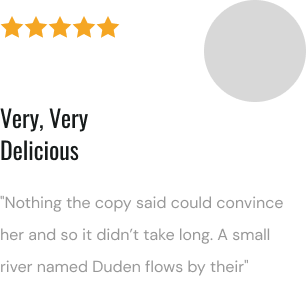 Very, Very
Delicious
"Nothing the copy said could convince
her and so it didn’t take long. A small
river named Duden flows by their"